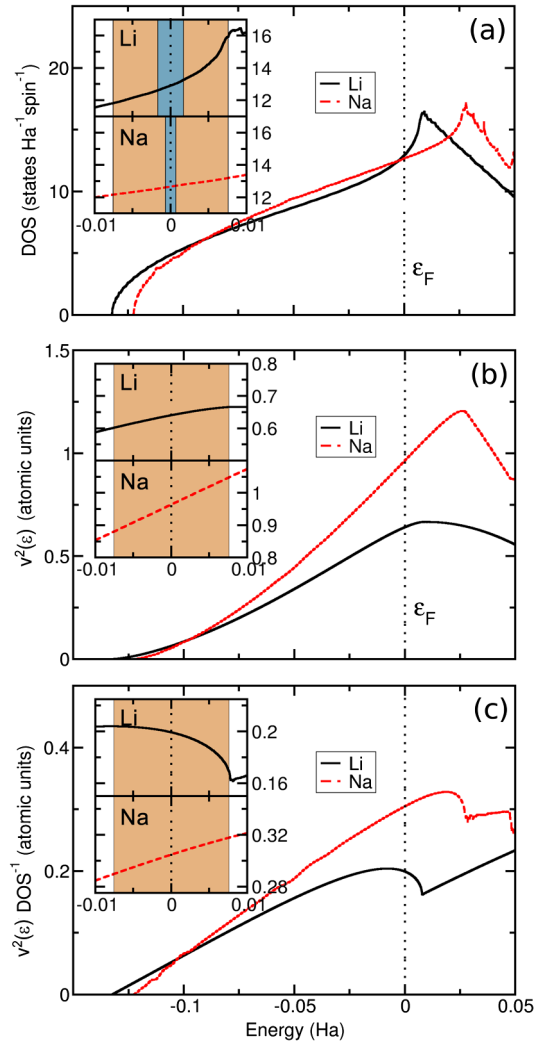 (a)
Li
16
14
12
Na
16
14
12
-0.01
0
0.01
20
10
0
DOS (states Ha⁻¹spin⁻¹)
Li
Na
ε_F
(b)
Li
0.8
0.7
0.6
Na
1
0.9
0.8
-0.01
0
0.01
1.5
1
0.5
0
v²(ε) (atomic units)
Li
Na
ε_F
(c)
Li
0.2
0.16
Na
0.32
0.28
-0.01
0
0.01
0.4
0.2
0
v²(ε) DOS⁻¹ (atomic units)
Li
Na
-0.1
-0.05
0
0.05
Energy (Ha)